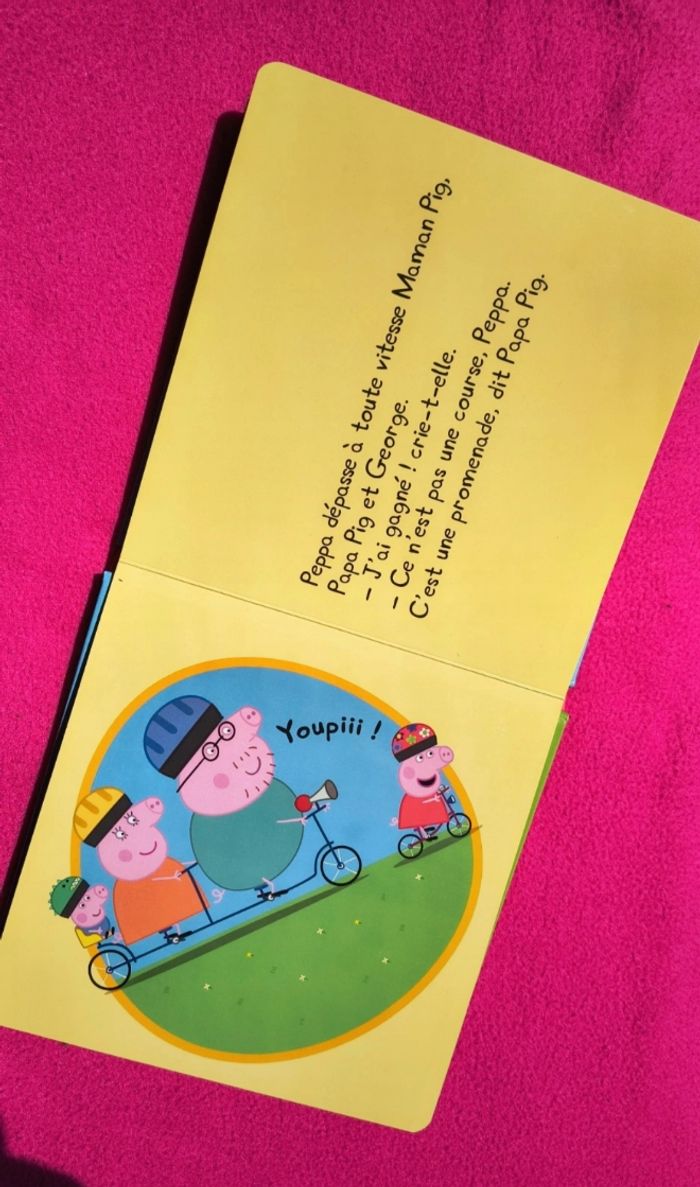 Peppa dépasse à toute vitesse Maman Pig,
Papa Pig et George.
– J'ai gagné ! crie-t-elle.
– Ce n'est pas une course, Peppa.
C'est une promenade, dit Papa Pig.
Youpiii !